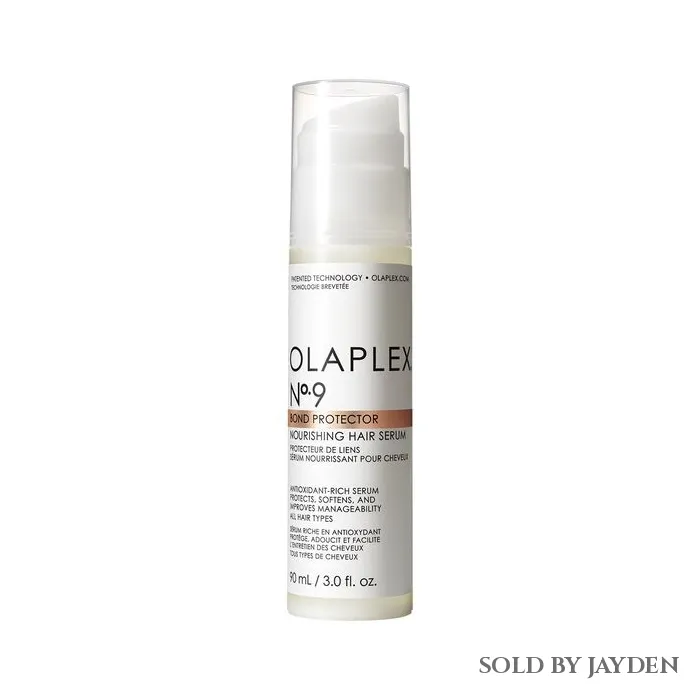 PATENTED TECHNOLOGY • OLAPLEX.COM
TECHNOLOGIE BREVETÉE
OLAPLEX.
Nº.9
BOND PROTECTOR
NOURISHING HAIR SERUM
PROTECTEUR DE LIENS
SÉRUM NOURRISSANT POUR CHEVEUX
ANTIOXIDANT-RICH SERUM
PROTECTS, SOFTENS, AND
IMPROVES MANAGEABILITY
ALL HAIR TYPES
SÉRUM RICHE EN ANTIOXYDANT
PROTÈGE, ADOUCIT ET FACILITE
L'ENTRETIEN DES CHEVEUX
TOUS TYPES DE CHEVEUX
90 mL / 3.0 fl. oz.
SOLD BY JAYDEN